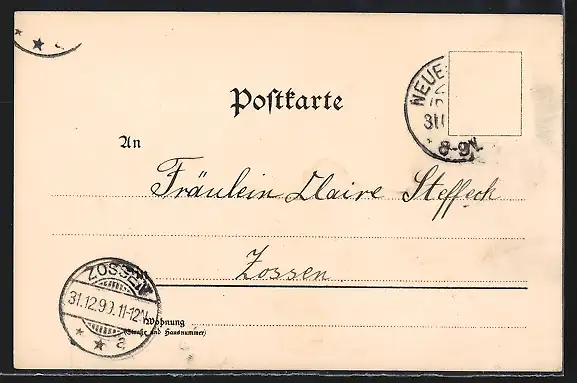 Postkarte
NEUE
31
8-9N.
An
Fräulein Claire Steffeck
Zossen
ZOSSEN
31.12.99.11-12N.
* * a
Wohnung
(Straße und Hausnummer)